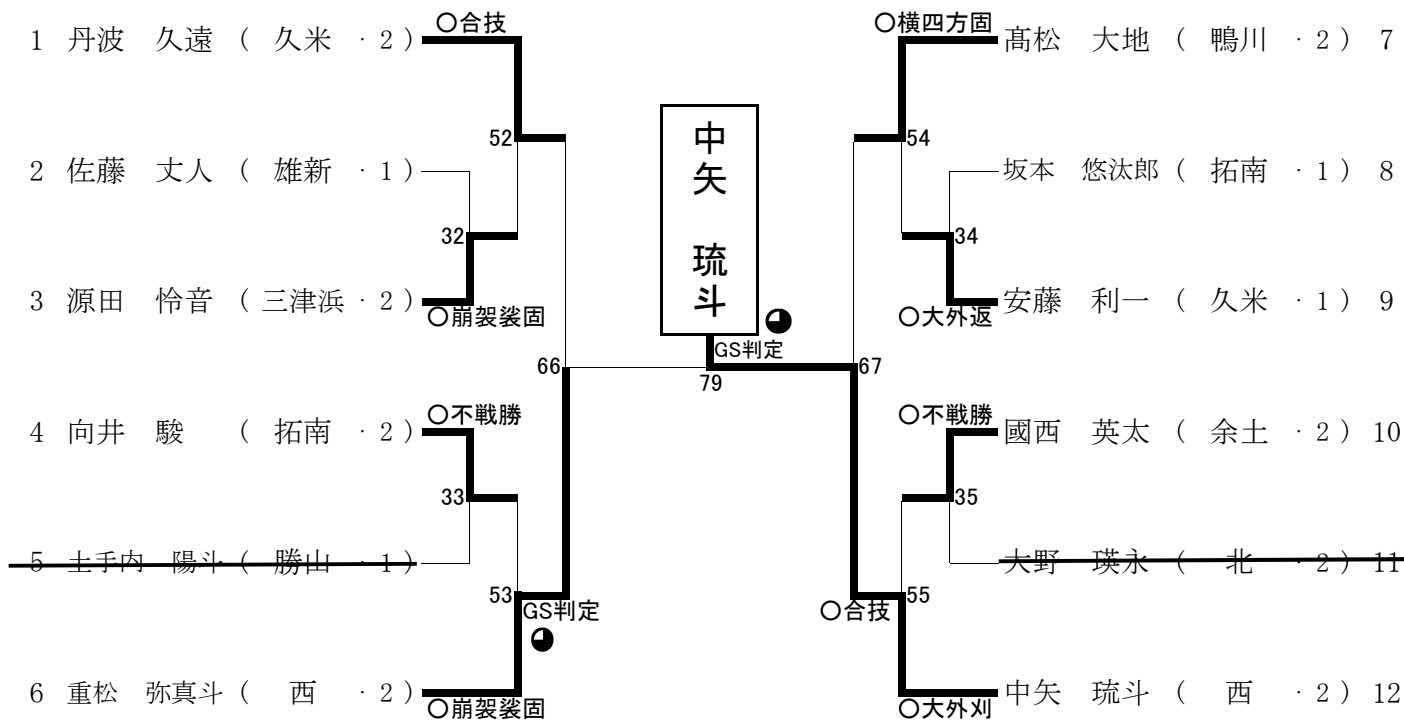 ○合技
1 丹波 久遠 ( 久米 ・2)
52
2 佐藤 丈人 ( 雄新 ・1)
32
3 源田 怜音 ( 三津浜 ・2)
○崩袈裟固
66
○不戦勝
4 向井 駿 ( 拓南 ・2)
33
5 土手内 陽斗 ( 勝山 ・1)
53
GS判定
6 重松 弥真斗 ( 西 ・2)
○崩袈裟固
中矢 琉斗
GS判定
79
○横四方固
髙松 大地 ( 鴨川 ・2) 7
54
坂本 悠汰郎 ( 拓南 ・1) 8
34
安藤 利一 ( 久米 ・1) 9
○大外返
67
○不戦勝
國西 英太 ( 余土 ・2) 10
35
大野 瑛永 ( 北 ・2) 11
55
○合技
中矢 琉斗 ( 西 ・2) 12
○大外刈